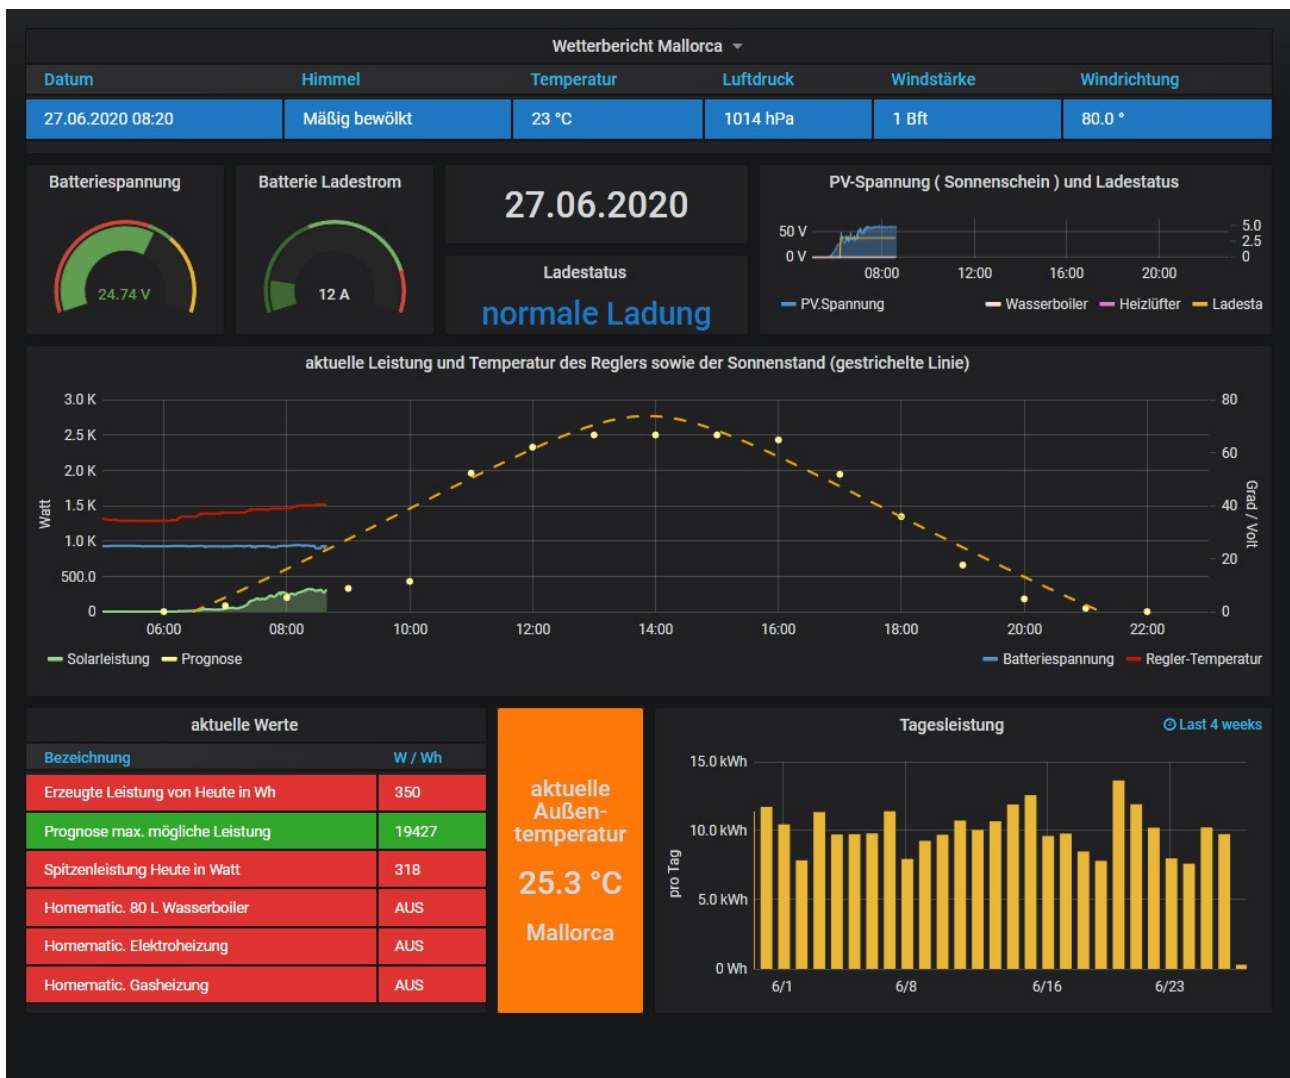 Wetterbericht Mallorca
Datum Himmel Temperatur Luftdruck Windstärke Windrichtung
27.06.2020 08:20 Mäßig bewölkt 23 °C 1014 hPa 1 Bft 80.0 °
Batteriespannung
24.74 V
Batterie Ladestrom
12 A
27.06.2020
Ladestatus
normale Ladung
PV-Spannung ( Sonnenschein ) und Ladestatus
50 V
0 V
5.0
2.5
0
08:00 12:00 16:00 20:00
PV.Spannung Wasserboiler Heizlüfter Ladesta
aktuelle Leistung und Temperatur des Reglers sowie der Sonnenstand (gestrichelte Linie)
Watt
3.0 K
2.5 K
2.0 K
1.5 K
1.0 K
500.0
0
80
60
40
20
0
Grad / Volt
06:00 08:00 10:00 12:00 14:00 16:00 18:00 20:00 22:00
Solarleistung Prognose Batteriespannung Regler-Temperatur
aktuelle Werte
Bezeichnung W / Wh
Erzeugte Leistung von Heute in Wh 350
Prognose max. mögliche Leistung 19427
Spitzenleistung Heute in Watt 318
Homematic. 80 L Wasserboiler AUS
Homematic. Elektroheizung AUS
Homematic. Gasheizung AUS
aktuelle
Außen-
temperatur
25.3 °C
Mallorca
Tagesleistung
Last 4 weeks
pro Tag
15.0 kWh
10.0 kWh
5.0 kWh
0 Wh
6/1 6/8 6/16 6/23